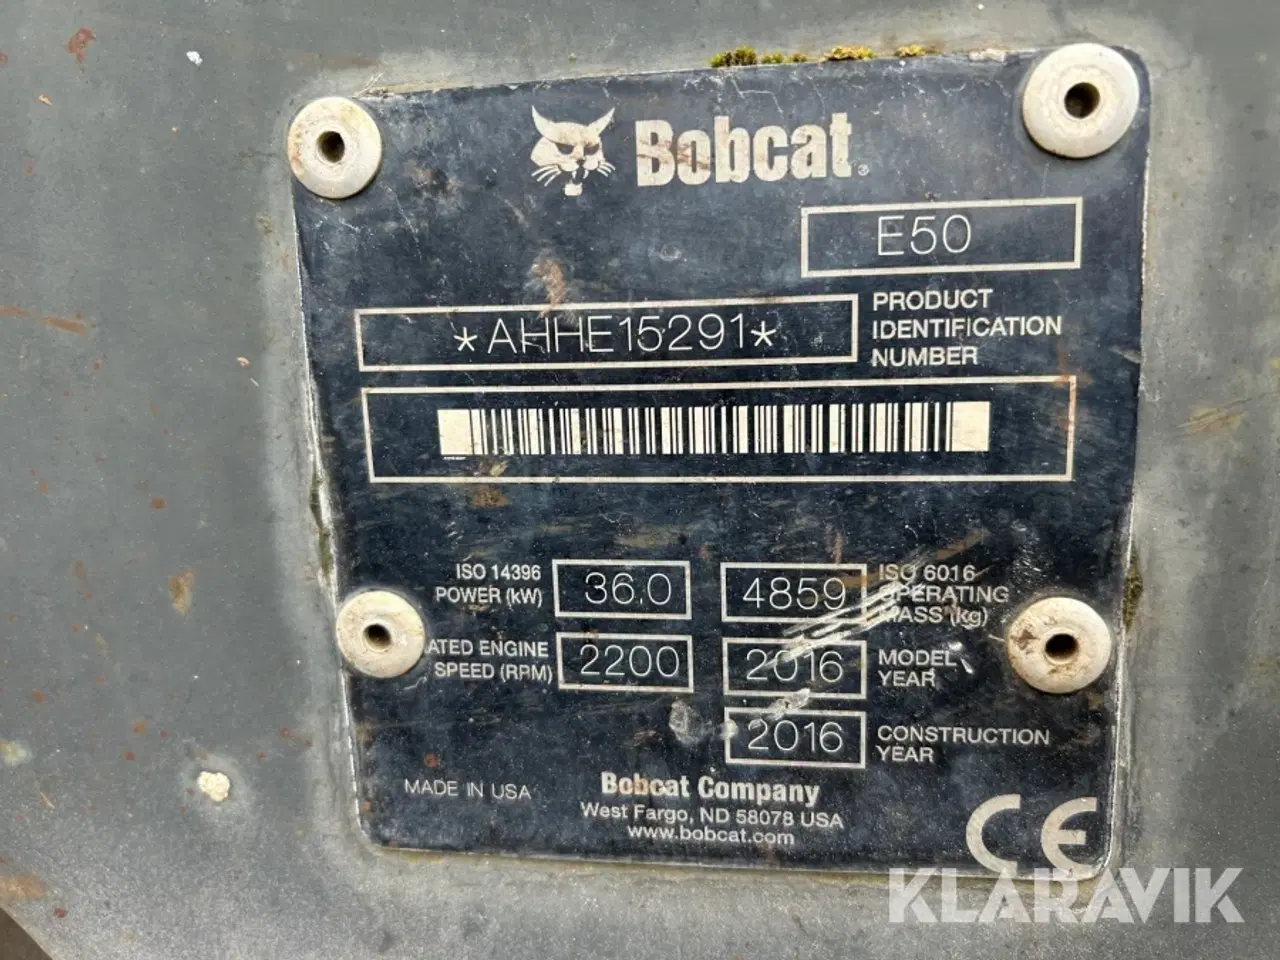 Bobcat®
E50
*AHHE15291*
PRODUCT
IDENTIFICATION
NUMBER
ISO 14396
POWER (kW)
36.0
4859
ISO 6016
OPERATING
MASS (kg)
ATED ENGINE
SPEED (RPM)
2200
2016
MODEL
YEAR
2016
CONSTRUCTION
YEAR
MADE IN USA
Bobcat Company
West Fargo, ND 58078 USA
www.bobcat.com
CE
KLARAVIK